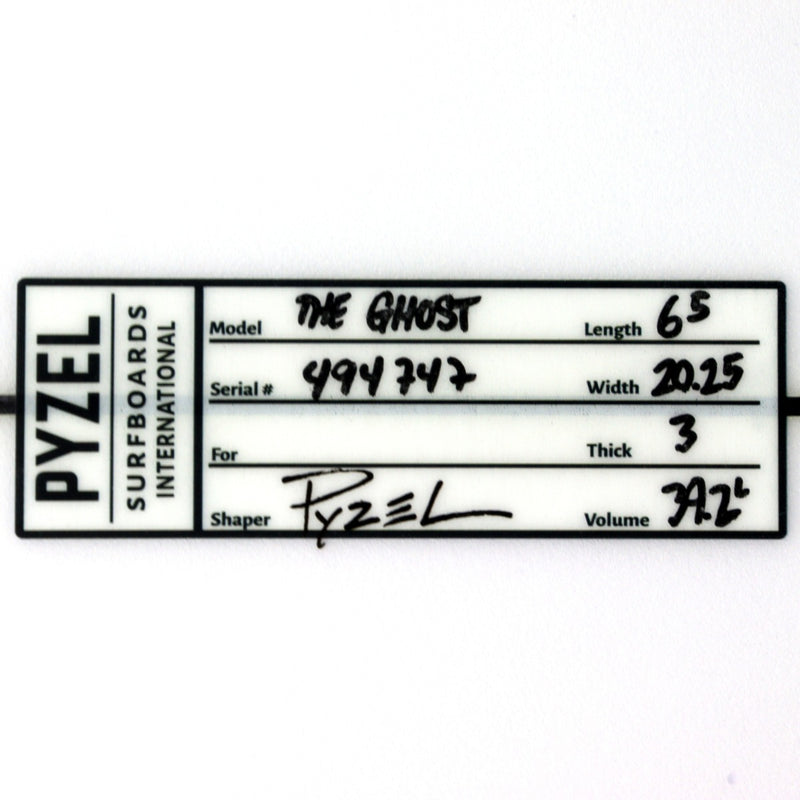 PYZEL
SURFBOARDS
INTERNATIONAL
Model THE GHOST Length 6 5
Serial # 494747 Width 20.25
For Thick 3
Shaper PYZEL Volume 39.2L